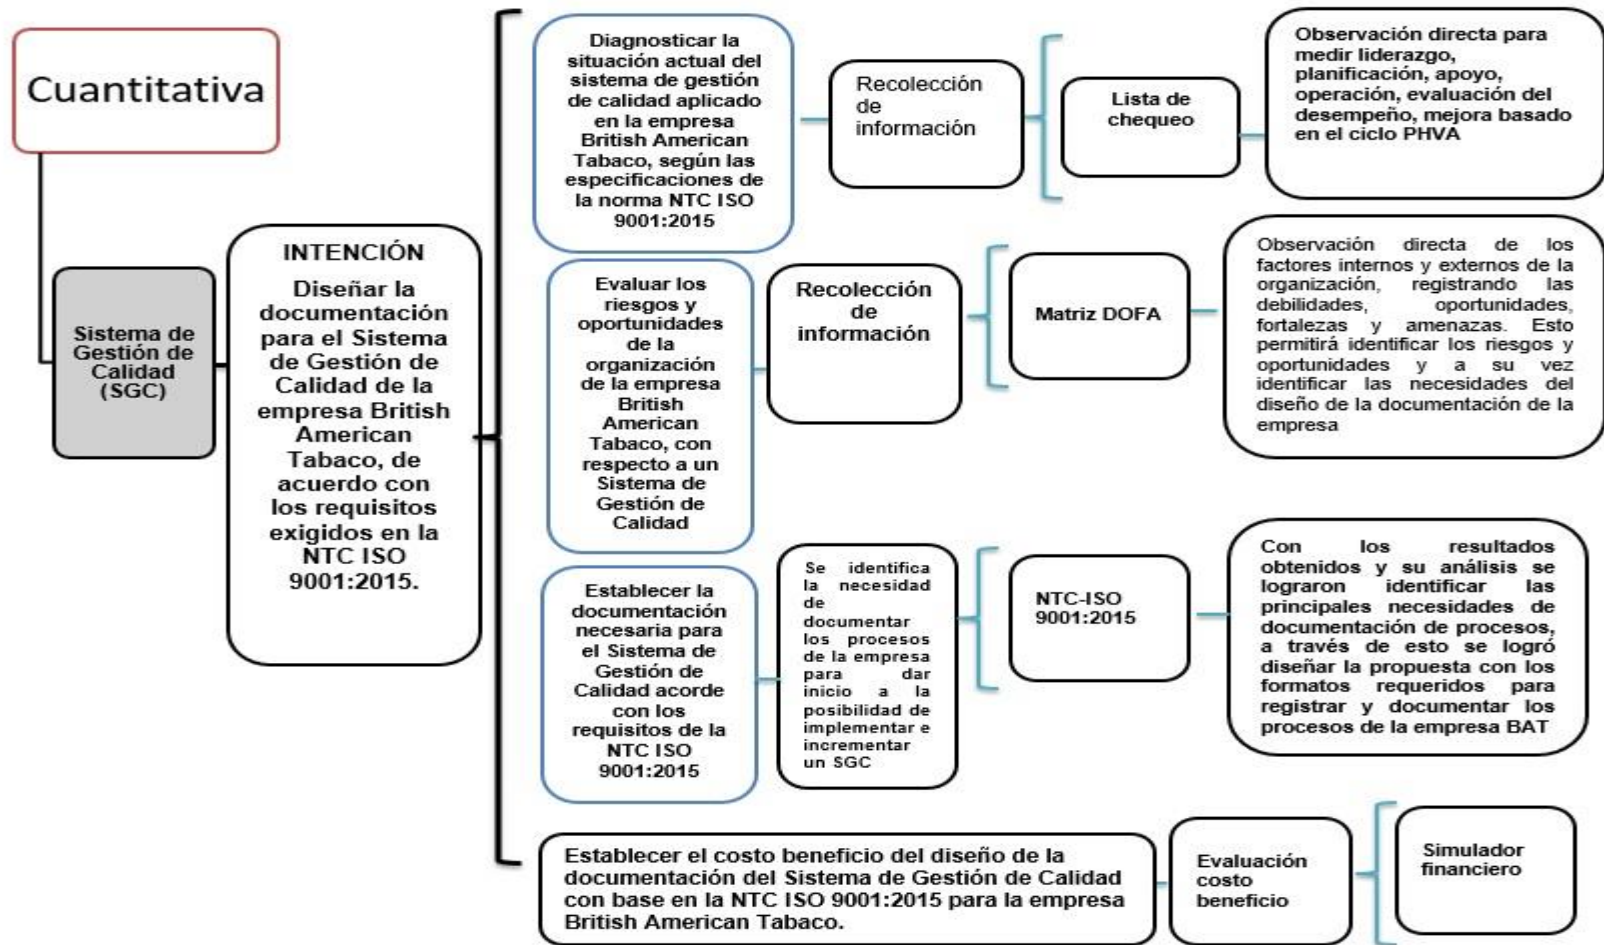 Cuantitativa
Sistema de
Gestión de
Calidad
(SGC)
INTENCIÓN
Diseñar la
documentación
para el Sistema
de Gestión de
Calidad de la
empresa British
American
Tabaco, de
acuerdo con
los requisitos
exigidos en la
NTC ISO
9001:2015.
Diagnosticar la
situación actual del
sistema de gestión
de calidad aplicado
en la empresa
British American
Tabaco, según las
especificaciones de
la norma NTC ISO
9001:2015
Recolección
de
información
Lista de
chequeo
Observación directa para
medir liderazgo,
planificación, apoyo,
operación, evaluación del
desempeño, mejora basado
en el ciclo PHVA
Evaluar los
riesgos y
oportunidades
de la
organización
de la empresa
British
American
Tabaco, con
respecto a un
Sistema de
Gestión de
Calidad
Recolección
de
información
Matriz DOFA
Observación directa de los
factores internos y externos de la
organización, registrando las
debilidades, oportunidades,
fortalezas y amenazas. Esto
permitirá identificar los riesgos y
oportunidades y a su vez
identificar las necesidades del
diseño de la documentación de la
empresa
Establecer la
documentación
necesaria para
el Sistema de
Gestión de
Calidad acorde
con los
requisitos de la
NTC ISO
9001:2015
Se identifica
la necesidad
de
documentar
los procesos
de la empresa
para dar
inicio a la
posibilidad de
implementar e
incrementar
un SGC
NTC-ISO
9001:2015
Con los resultados
obtenidos y su análisis se
lograron identificar las
principales necesidades de
documentación de procesos,
a través de esto se logró
diseñar la propuesta con los
formatos requeridos para
registrar y documentar los
procesos de la empresa BAT
Establecer el costo beneficio del diseño de la
documentación del Sistema de Gestión de Calidad
con base en la NTC ISO 9001:2015 para la empresa
British American Tabaco.
Evaluación
costo
beneficio
Simulador
financiero